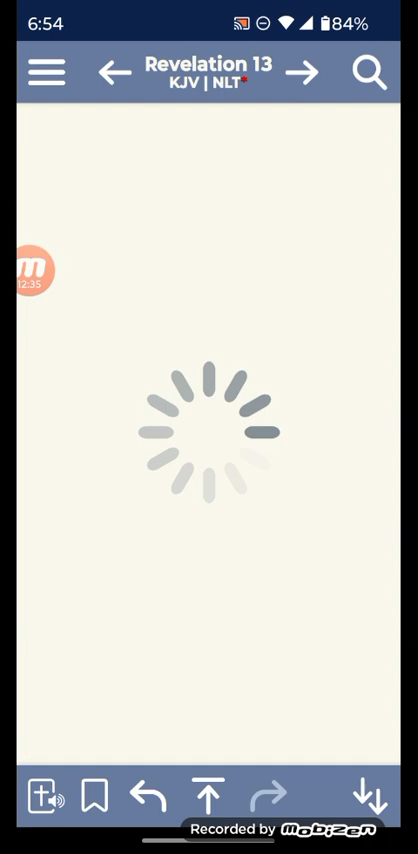 6:54
84%
Revelation 13
KJV | NLT*
m
12:35
Recorded by mobizen